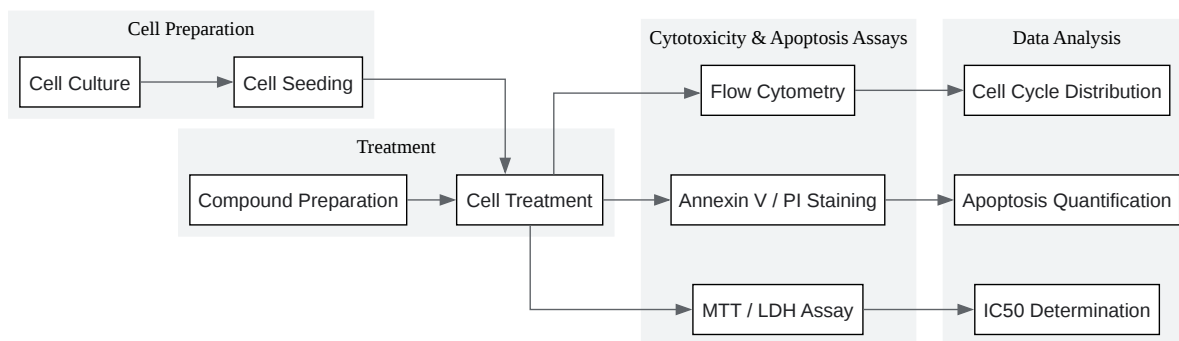 Cell Preparation
Cell Culture
Cell Seeding
Treatment
Compound Preparation
Cell Treatment
Cytotoxicity & Apoptosis Assays
Flow Cytometry
Annexin V / PI Staining
MTT / LDH Assay
Data Analysis
Cell Cycle Distribution
Apoptosis Quantification
IC50 Determination